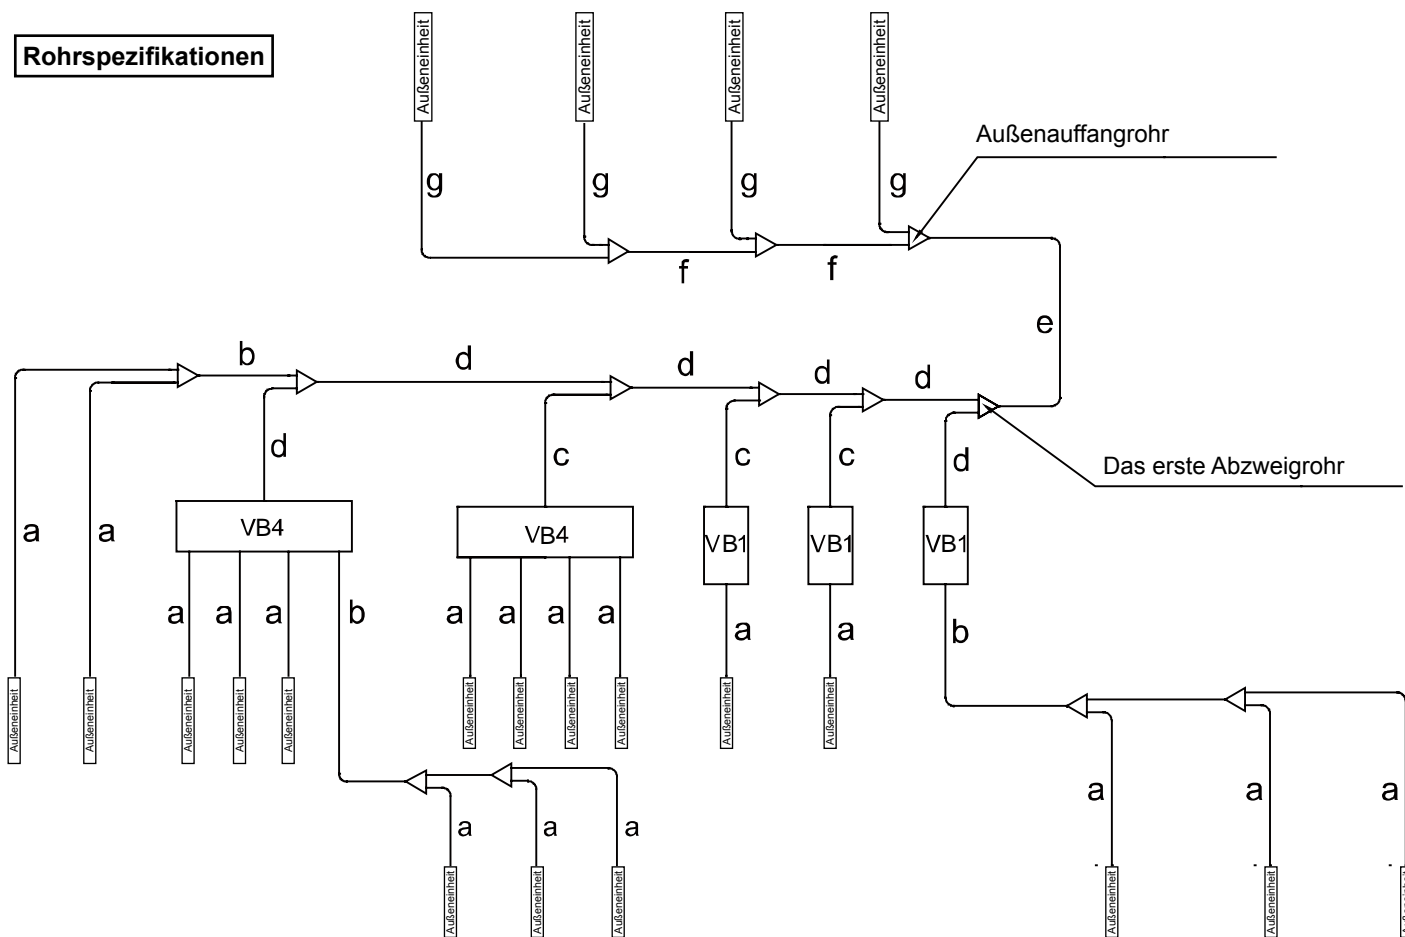 Außeneinheit Außeneinheit Außeneinheit Außeneinheit
Rohrspezifikationen
Außenauffangrohr
g g g g
f f
e
b d d d d
d c c c d
Das erste Abzweigrohr
a a VB4 VB4 VB1 VB1 VB1
a a a b a a a a a a b
Außeneinheit Außeneinheit Außeneinheit Außeneinheit Außeneinheit Außeneinheit Außeneinheit Außeneinheit Außeneinheit Außeneinheit Außeneinheit
a a a
a a a
Außeneinheit Außeneinheit Außeneinheit Außeneinheit Außeneinheit Außeneinheit